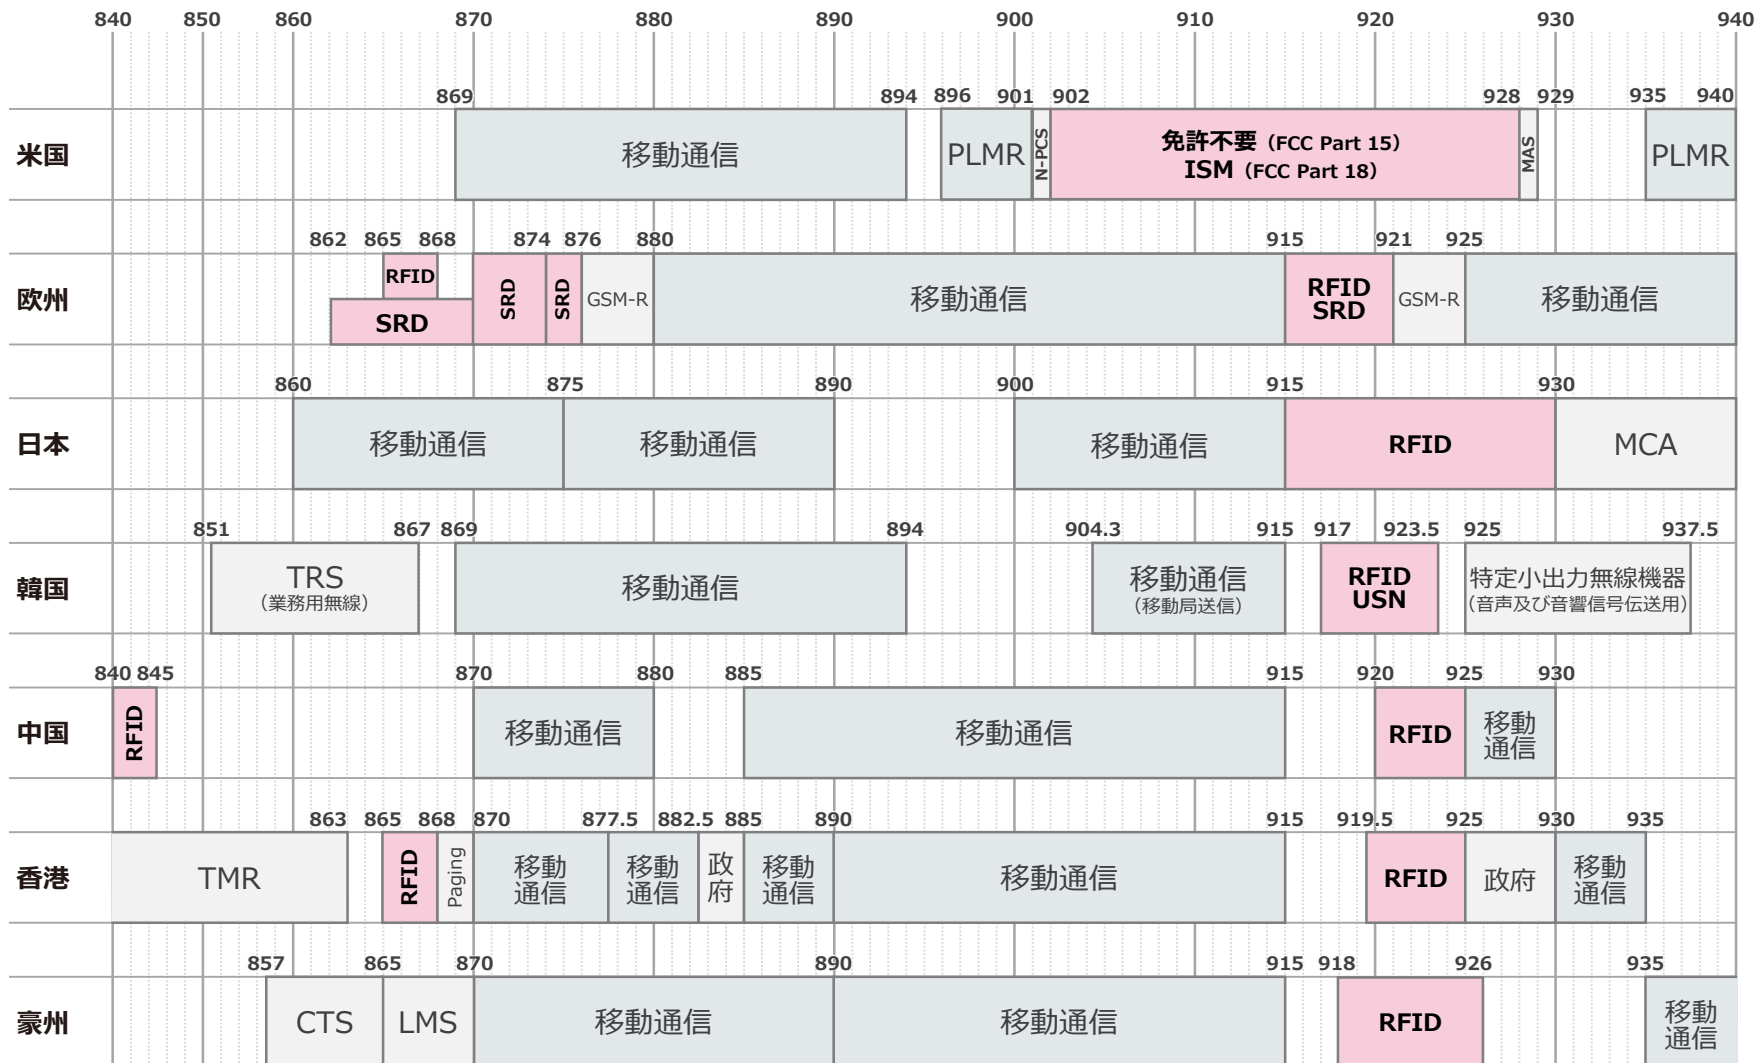 840 850 860 870 880 890 900 910 920 930 940
869 894 896 901 902 928 929 935 940
米国 移動通信 PLMR N-PCS 免許不要（FCC Part 15） MAS PLMR
ISM（FCC Part 18）
862 865 868 874 876 880 915 921 925
欧州 RFID SRD SRD SRD GSM-R 移動通信 RFID GSM-R 移動通信
SRD
860 875 890 900 915 930
日本 移動通信 移動通信 移動通信 RFID MCA
851 867 869 894 904.3 915 917 923.5 925 937.5
韓国 TRS 移動通信 移動通信 RFID 特定小出力無線機器
（業務用無線） （移動局送信） USN （音声及び音響信号伝送用）
840 845 870 880 885 915 920 925 930
中国 RFID 移動通信 移動通信 RFID 移動
通信
863 865 868 870 877.5 882.5 885 890 915 919.5 925 930 935
香港 TMR RFID Paging 移動 移動 政 移動 移動通信 RFID 政府 移動
通信 通信 府 通信 通信
857 865 870 890 915 918 926 935
豪州 CTS LMS 移動通信 移動通信 RFID 移動
通信